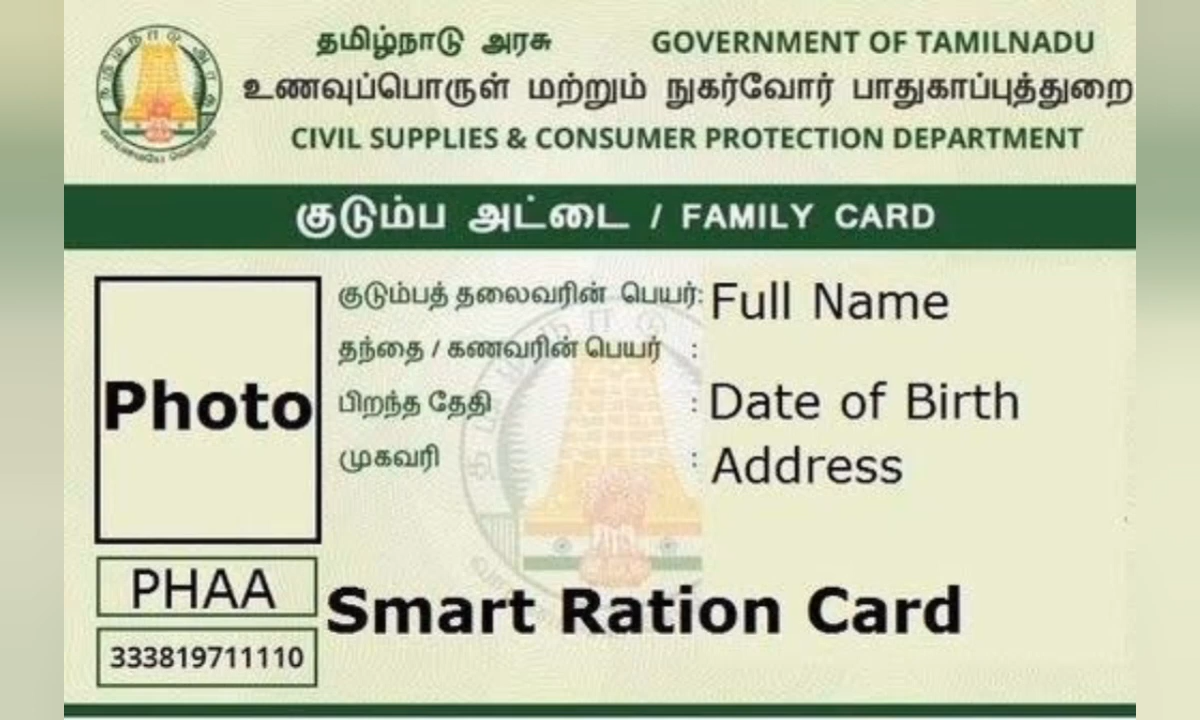 தமிழ்நாடு அரசு GOVERNMENT OF TAMILNADU
உணவுப்பொருள் மற்றும் நுகர்வோர் பாதுகாப்புத்துறை
CIVIL SUPPLIES & CONSUMER PROTECTION DEPARTMENT
குடும்ப அட்டை / FAMILY CARD
Photo
குடும்பத் தலைவரின் பெயர்: Full Name
தந்தை / கணவரின் பெயர் :
பிறந்த தேதி : Date of Birth
முகவரி : Address
PHAA
Smart Ration Card
333819711110